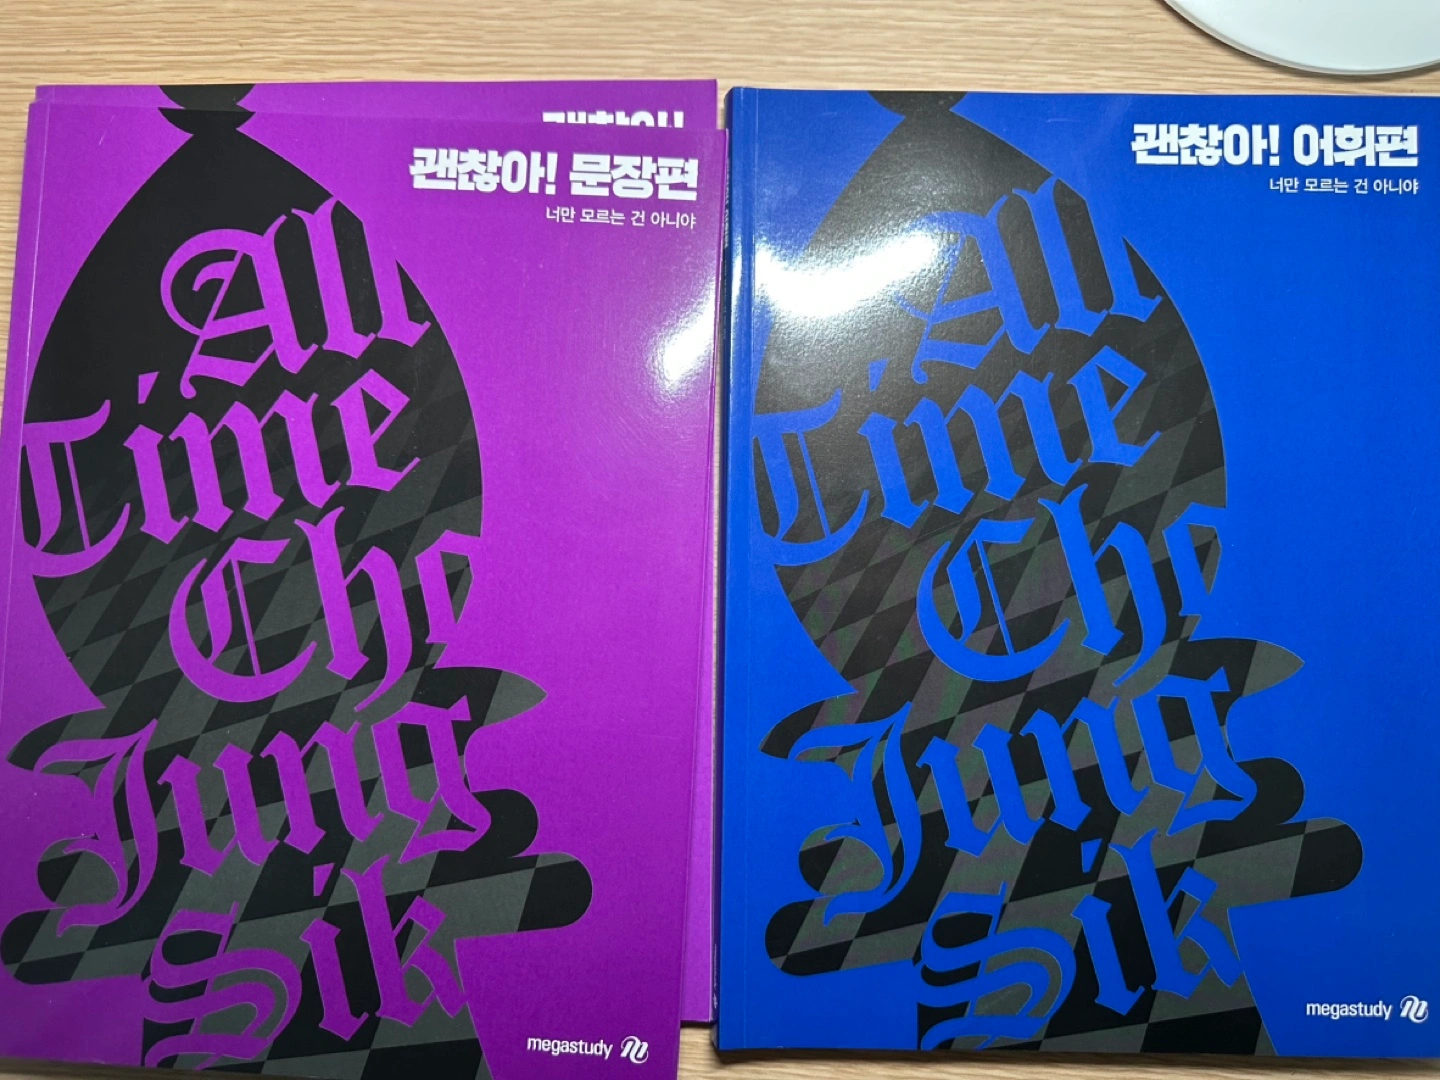 괜찮아! 문장편
너만 모르는 건 아니야
All
Time
Cho
Jung
Sik
megastudy
괜찮아! 어휘편
너만 모르는 건 아니야
All
Time
Cho
Jung
Sik
megastudy